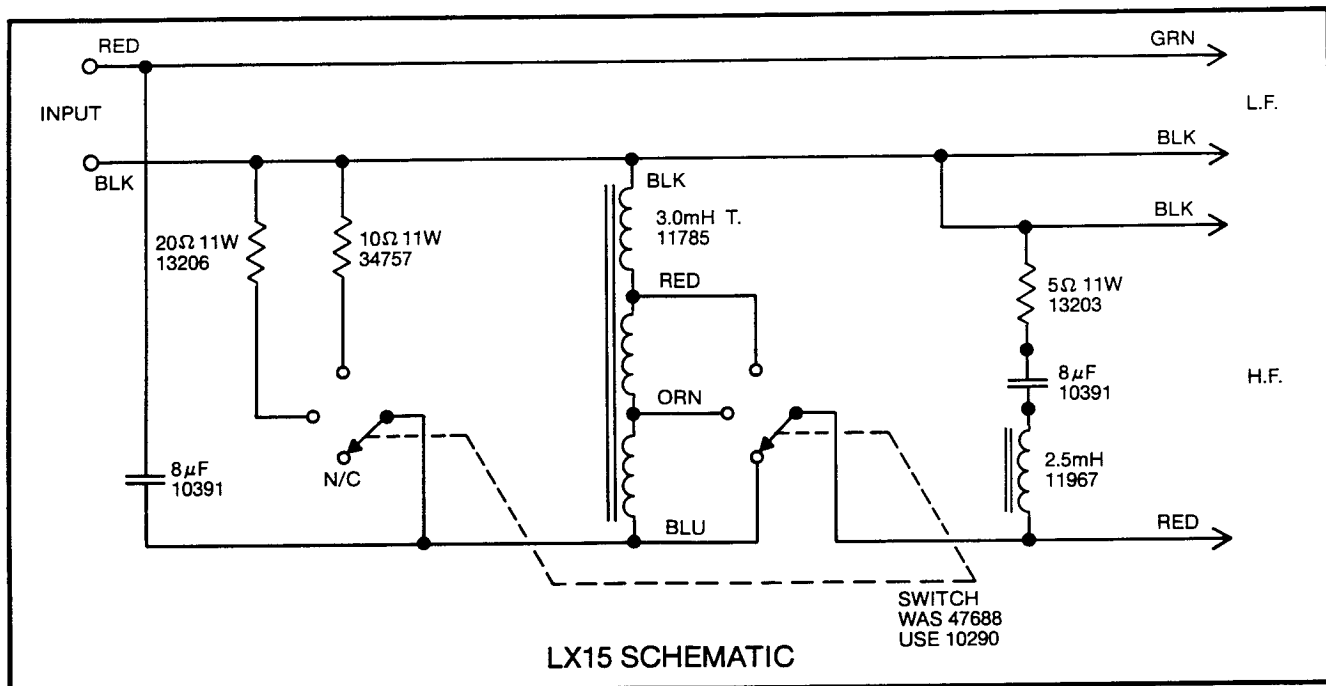 RED
GRN
INPUT
L.F.
BLK
BLK
BLK
BLK
3.0mH T.
11785
20Ω 11W
13206
10Ω 11W
34757
RED
5Ω 11W
13203
8μF
10391
H.F.
ORN
N/C
8μF
10391
2.5mH
11967
BLU
RED
SWITCH
WAS 47688
USE 10290
LX15 SCHEMATIC